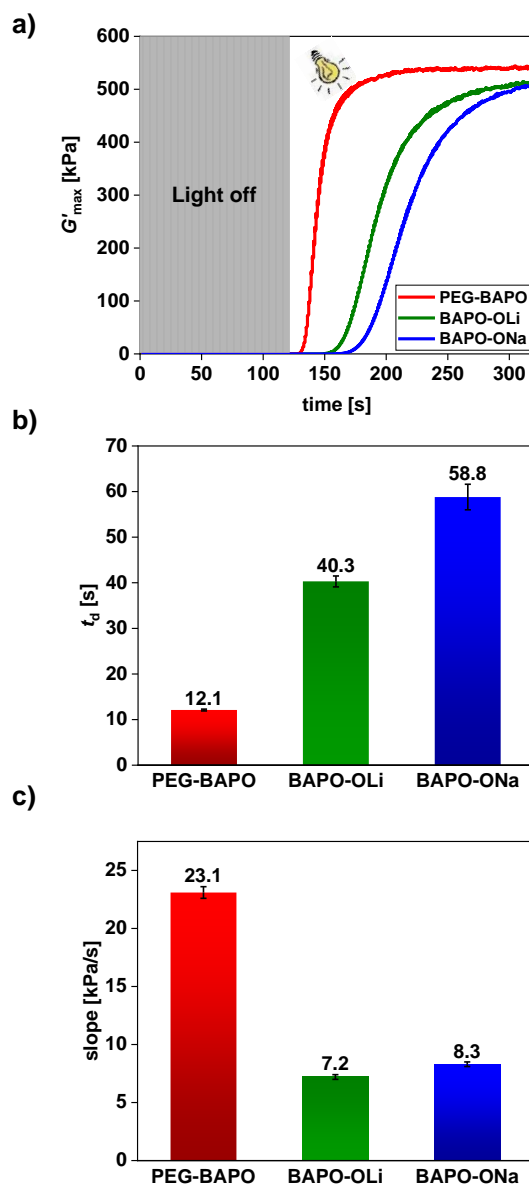 a)
600
500
400
300
200
100
0
G'max [kPa]
Light off
PEG-BAPO
BAPO-OLi
BAPO-ONa
0 50 100 150 200 250 300
time [s]
b)
70
60
50
40
30
20
10
0
td [s]
12.1
40.3
58.8
PEG-BAPO BAPO-OLi BAPO-ONa
c)
25
20
15
10
5
0
slope [kPa/s]
23.1
7.2
8.3
PEG-BAPO BAPO-OLi BAPO-ONa